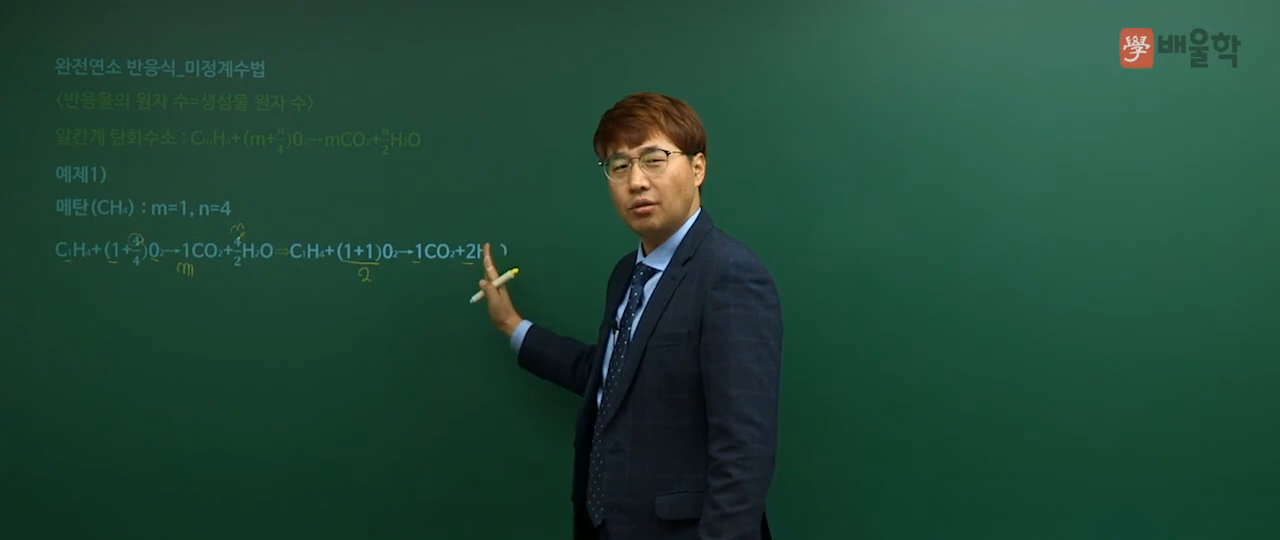 學 배울학
완전연소 반응식_미정계수법
<반응물의 원자 수=생성물 원자 수>
알칸계 탄화수소 : CₘHₙ+(m+n/4)O₂→mCO₂+n/2H₂O
예제1)
메탄(CH₄) : m=1, n=4
C₁H₄+(1+4/4)O₂→1CO₂+4/2H₂O⇒C₁H₄+(1+1)O₂→1CO₂+2H
m 2